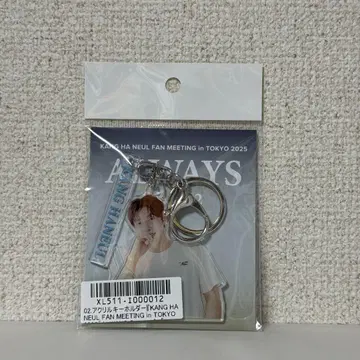 KANG HA NEUL FAN MEETING in TOKYO 2025
ALWAYS
KANG HANEUL
XL511-I000012
02.アクリルキーホルダー『KANG HA
NEUL FAN MEETING in TOKYO